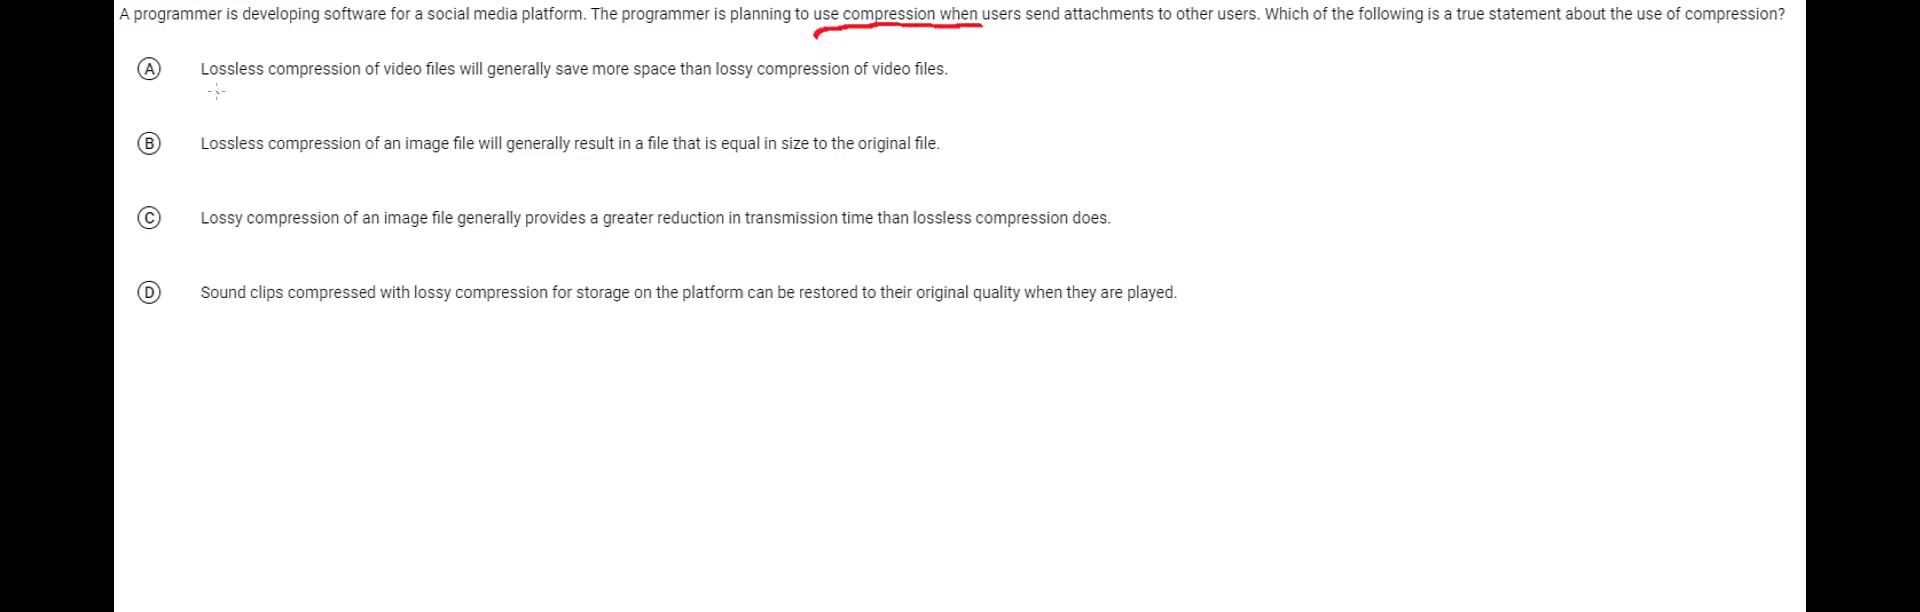 A programmer is developing software for a social media platform. The programmer is planning to use compression when users send attachments to other users. Which of the following is a true statement about the use of compression?
A Lossless compression of video files will generally save more space than lossy compression of video files.
B Lossless compression of an image file will generally result in a file that is equal in size to the original file.
C Lossy compression of an image file generally provides a greater reduction in transmission time than lossless compression does.
D Sound clips compressed with lossy compression for storage on the platform can be restored to their original quality when they are played.